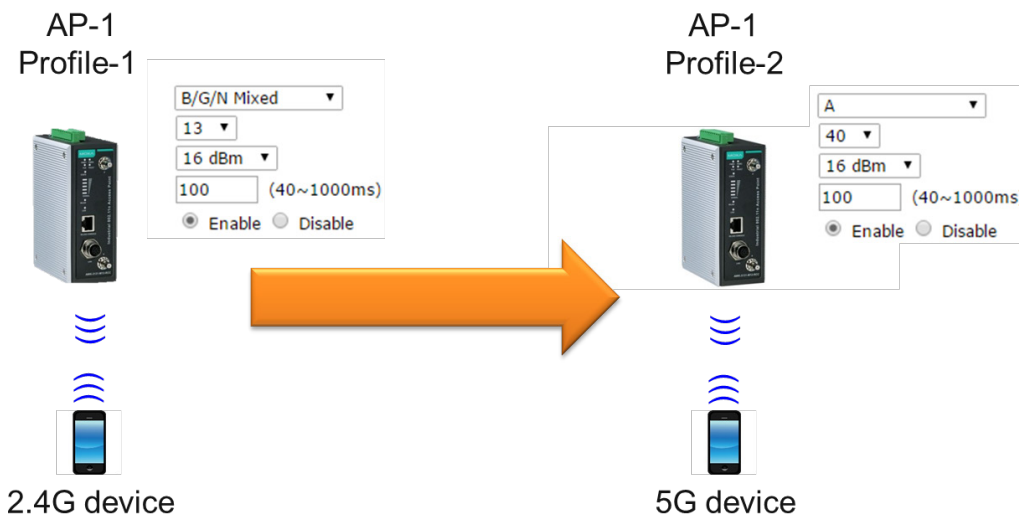 AP-1
Profile-1
B/G/N Mixed
13
16 dBm
100 (40~1000ms)
Enable Disable
2.4G device
AP-1
Profile-2
A
40
16 dBm
100 (40~1000ms
Enable Disable
5G device